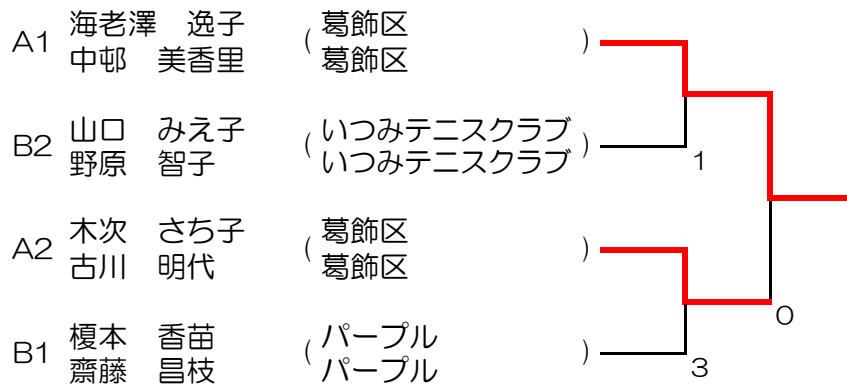 A1 海老澤 逸子 ( 葛飾区 )
中邨 美香里 葛飾区
B2 山口 みえ子 ( いつみテニスクラブ )
野原 智子 いつみテニスクラブ
1
A2 木次 さち子 ( 葛飾区 )
古川 明代 葛飾区
0
B1 榎本 香苗 ( パープル )
齋藤 昌枝 パープル
3